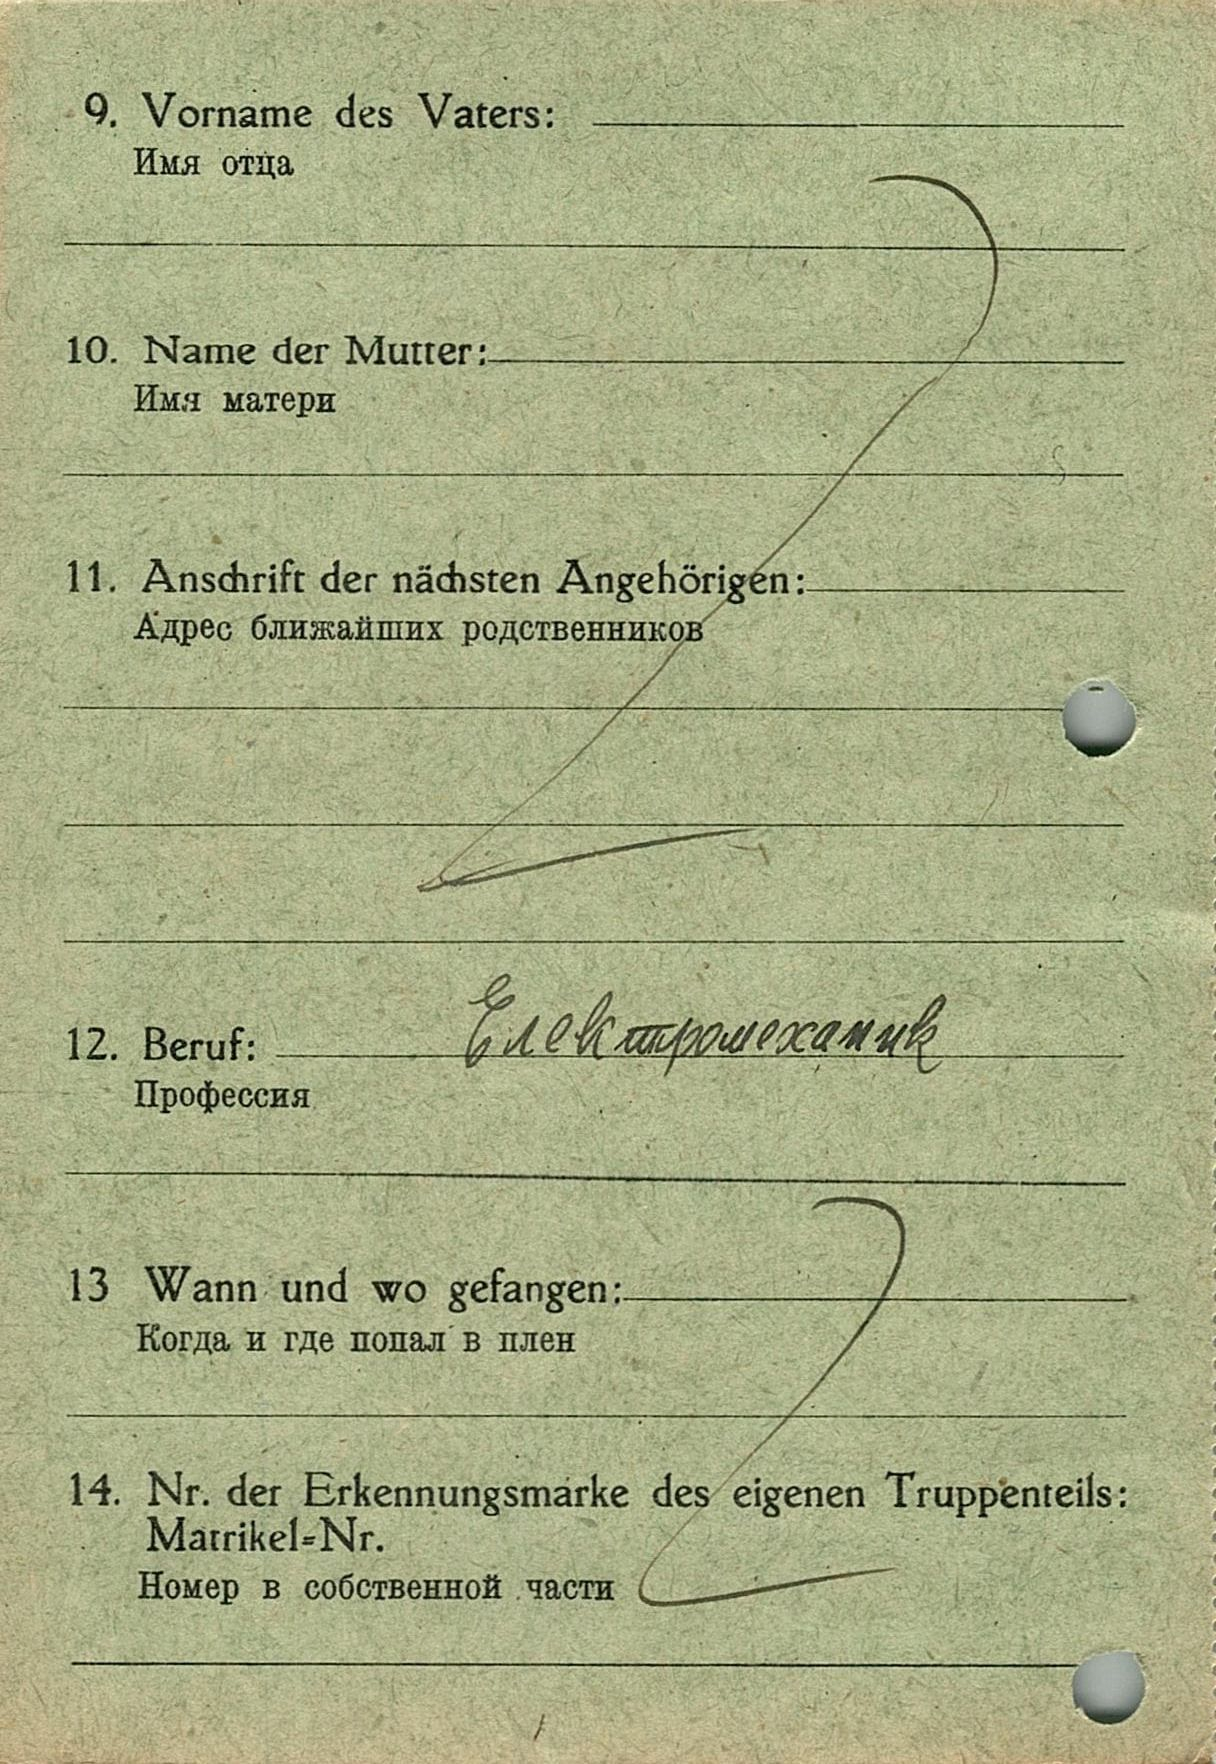 9. Vorname des Vaters:
Имя отца
10. Name der Mutter:
Имя матери
11. Anschrift der nächsten Angehörigen:
Адрес ближайших родственников
12. Beruf: Електромеханик
Профессия
13 Wann und wo gefangen:
Когда и где попал в плен
14. Nr. der Erkennungsmarke des eigenen Truppenteils:
Matrikel=Nr.
Номер в собственной части